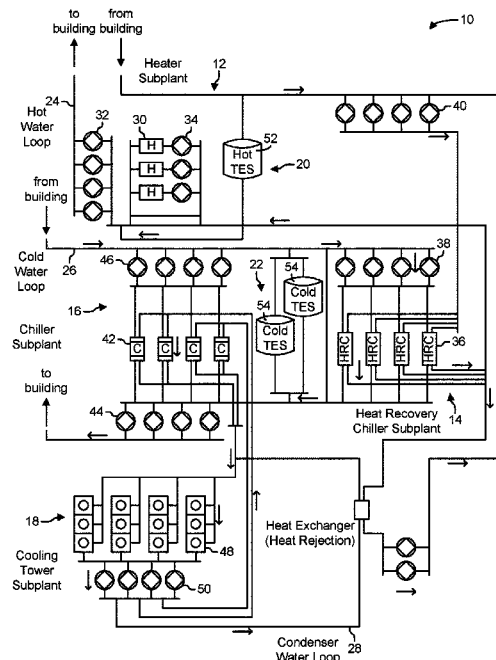 to building
from building
10
Heater Subplant
12
24
Hot Water Loop
32
30
34
H
H
H
52
Hot TES
20
40
from building
Cold Water Loop
26
46
22
54
Cold TES
54
Cold TES
38
16
Chiller Subplant
42
C
C
C
C
HRC
HRC
HRC
HRC
36
to building
44
Heat Recovery Chiller Subplant
14
18
Cooling Tower Subplant
48
50
Heat Exchanger (Heat Rejection)
Condenser Water Loop
28